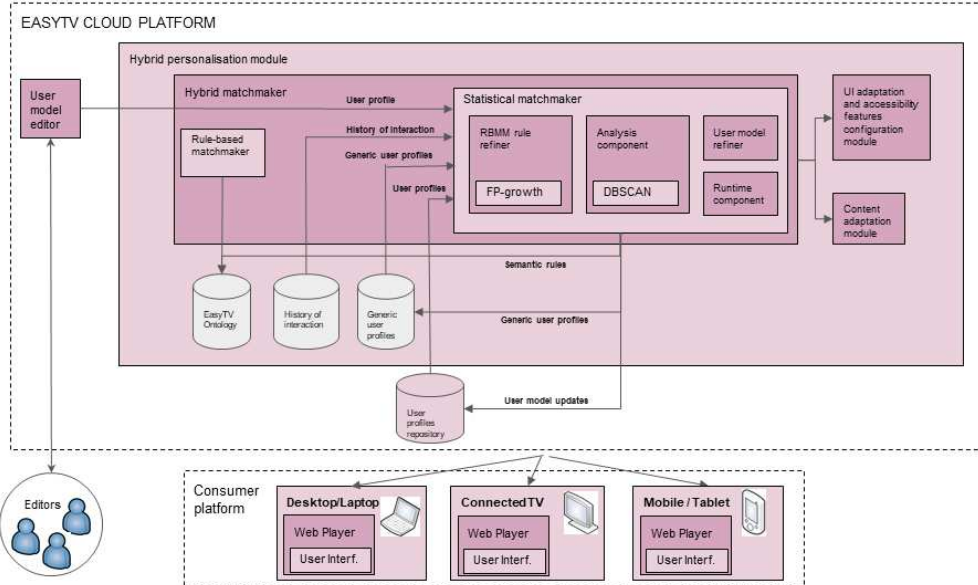 EASYTV CLOUD PLATFORM
Hybrid personalisation module
Hybrid matchmaker
User
model
editor
Rule-based
matchmaker
User profile
History of Interaction
Generic user profiles
User profiles
Statistical matchmaker
RBMM rule
refiner
FP-growth
Analysis
component
DBSCAN
User model
refiner
Runtime
component
UI adaptation
and accessibility
features
configuration
module
Content
adaptation
module
Semantic rules
EasyTV
Ontology
History of
interaction
Generic
user
profiles
Generic user profiles
User
profiles
repository
User model updates
Editors
Consumer
platform
Desktop/Laptop
Web Player
User Interf.
ConnectedTV
Web Player
User Interf.
Mobile / Tablet
Web Player
User Interf.